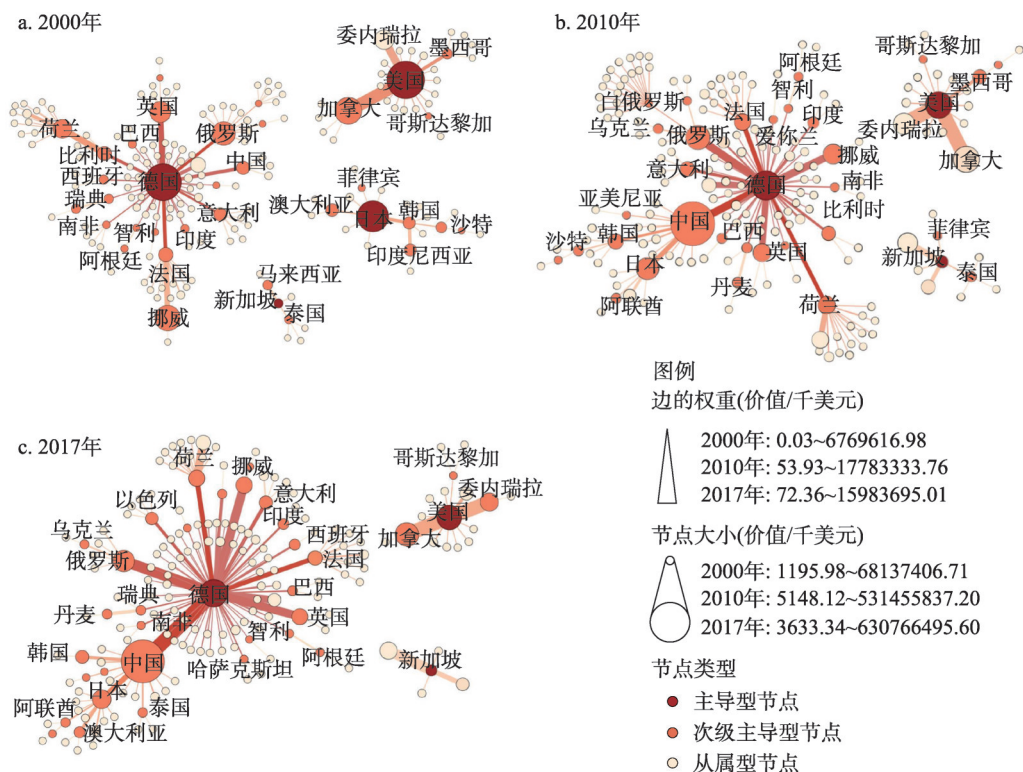 a. 2000年
委内瑞拉
墨西哥
美国
加拿大
哥斯达黎加
英国
荷兰
巴西
俄罗斯
比利时
中国
西班牙
德国
瑞典
意大利
南非
智利
印度
阿根廷
法国
挪威
菲律宾
澳大利亚
日本
韩国
沙特
印度尼西亚
马来西亚
新加坡
泰国
b. 2010年
哥斯达黎加
墨西哥
美国
委内瑞拉
加拿大
阿根廷
智利
白俄罗斯
法国
印度
乌克兰
俄罗斯
爱你兰
挪威
意大利
德国
南非
亚美尼亚
比利时
中国
巴西
沙特
韩国
英国
日本
丹麦
阿联酋
荷兰
菲律宾
新加坡
泰国
c. 2017年
荷兰
挪威
以色列
意大利
印度
乌克兰
西班牙
俄罗斯
法国
瑞典
德国
巴西
丹麦
南非
英国
智利
韩国
中国
哈萨克斯坦
阿根廷
日本
阿联酋
泰国
澳大利亚
哥斯达黎加
委内瑞拉
美国
加拿大
新加坡
图例
边的权重(价值/千美元)
2000年: 0.03~6769616.98
2010年: 53.93~17783333.76
2017年: 72.36~15983695.01
节点大小(价值/千美元)
2000年: 1195.98~68137406.71
2010年: 5148.12~531455837.20
2017年: 3633.34~630766495.60
节点类型
主导型节点
次级主导型节点
从属型节点